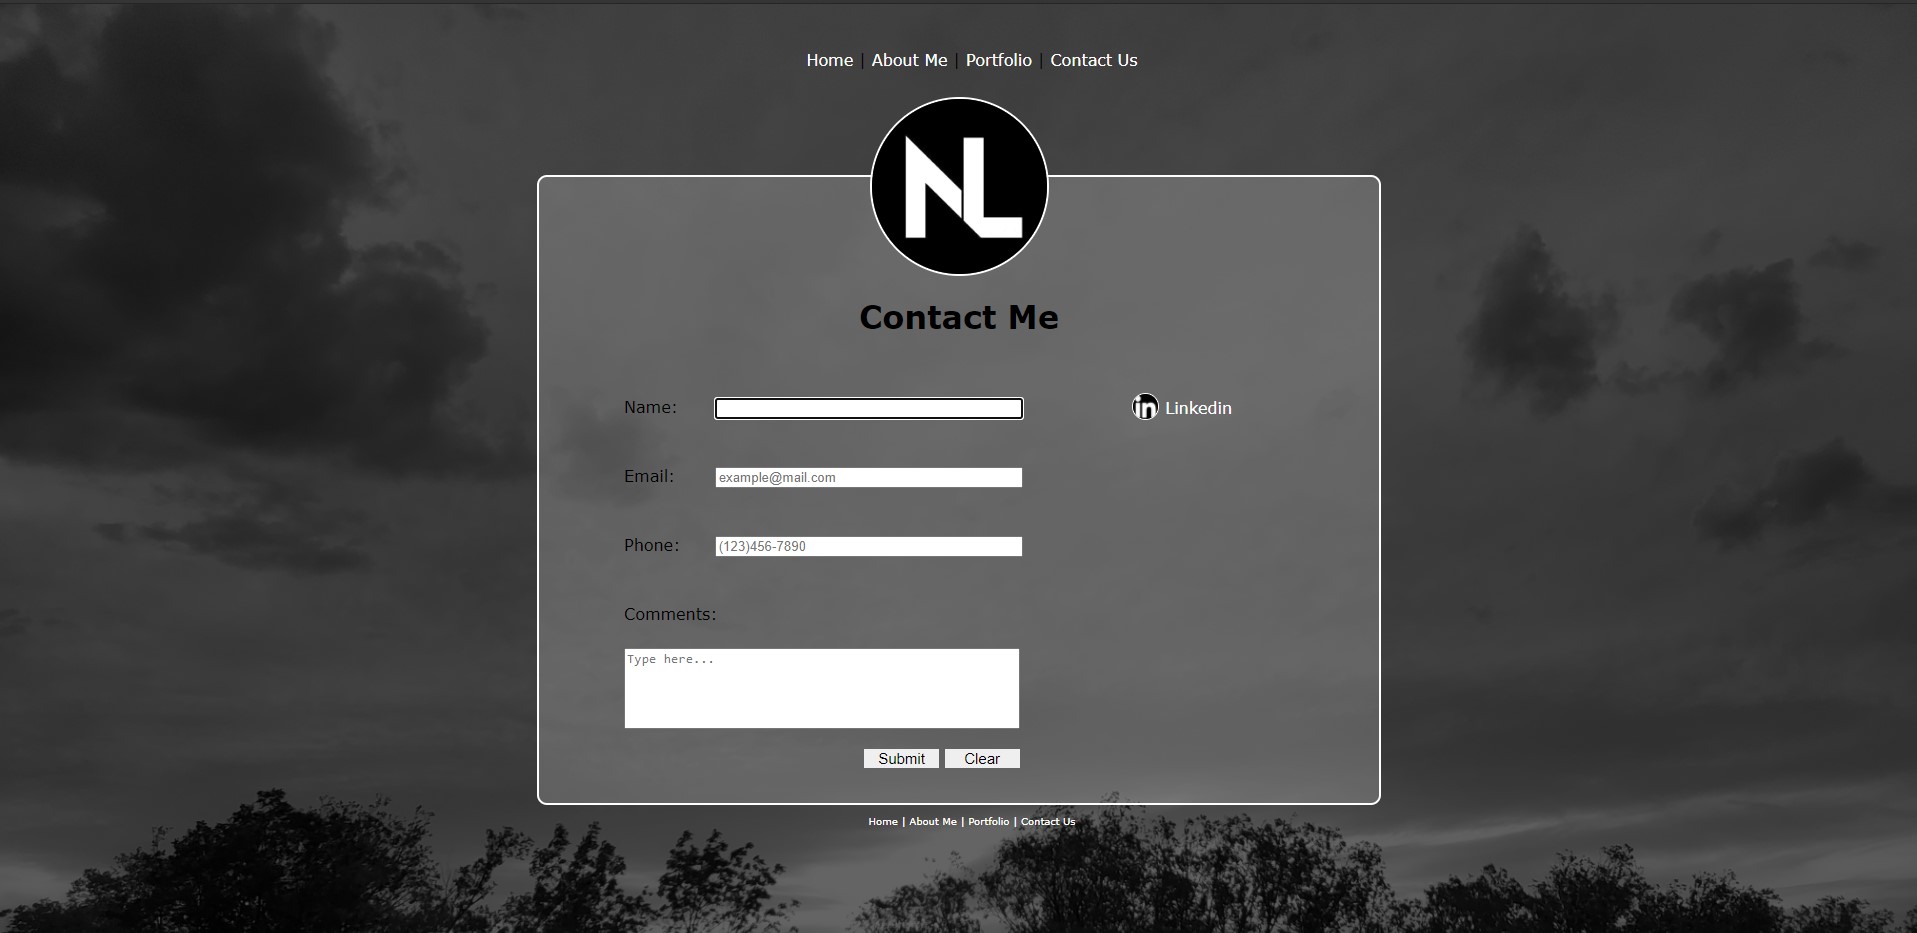 Home | About Me | Portfolio | Contact Us
NL
Contact Me
Name:
in Linkedin
Email: example@mail.com
Phone: (123)456-7890
Comments:
Type here...
Submit Clear
Home | About Me | Portfolio | Contact Us